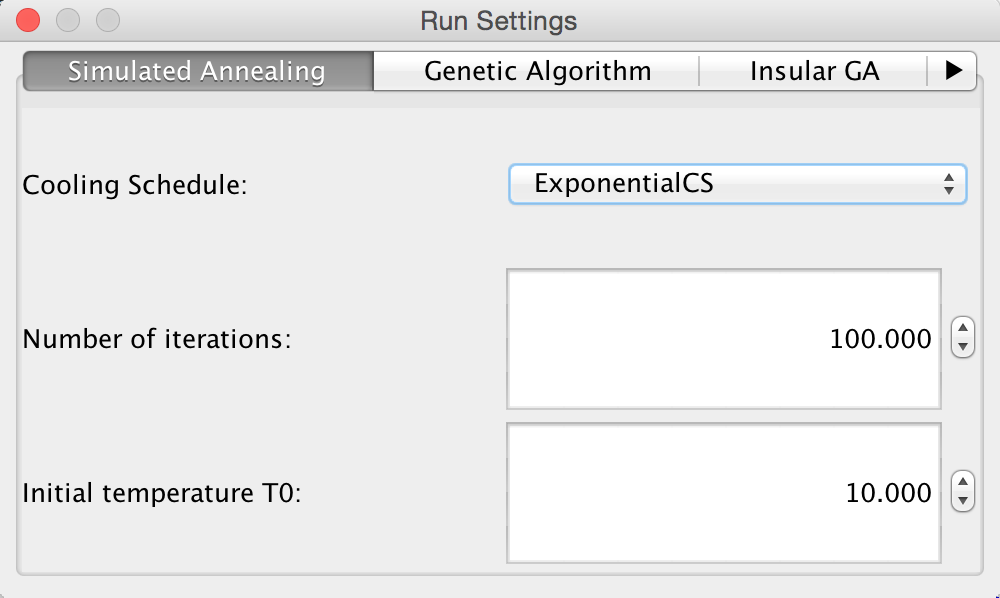 Run Settings
Simulated Annealing Genetic Algorithm Insular GA
Cooling Schedule: ExponentialCS
Number of iterations: 100.000
Initial temperature T0: 10.000